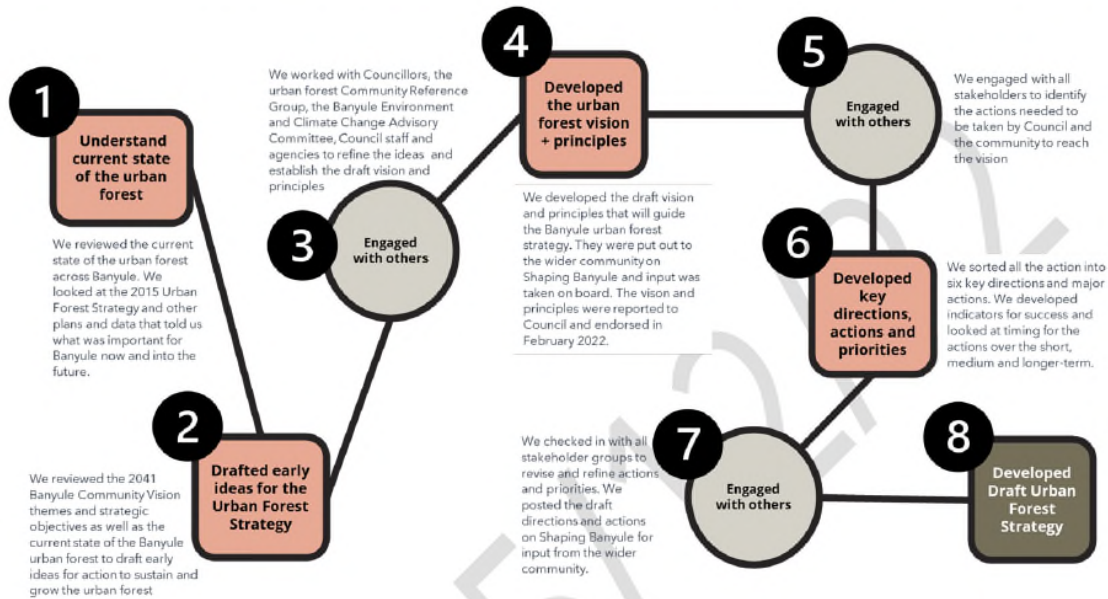 1
Understand
current state
of the urban
forest
We reviewed the current
state of the urban forest
across Banyule. We
looked at the 2015 Urban
Forest Strategy and other
plans and data that told us
what was important for
Banyule now and into the
future.
2
Drafted early
ideas for the
Urban Forest
Strategy
We reviewed the 2041
Banyule Community Vision
themes and strategic
objectives as well as the
current state of the Banyule
urban forest to draft early
ideas for action to sustain and
grow the urban forest
We worked with Councillors, the
urban forest Community Reference
Group, the Banyule Environment
and Climate Change Advisory
Committee, Council staff and
agencies to refine the ideas and
establish the draft vision and
principles
3
Engaged
with others
4
Developed
the urban
forest vision
+ principles
We developed the draft vision
and principles that will guide
the Banyule urban forest
strategy. They were put out to
the wider community on
Shaping Banyule and input was
taken on board. The vison and
principles were reported to
Council and endorsed in
February 2022.
5
Engaged
with others
We engaged with all
stakeholders to identify
the actions needed
to be taken by Council and
the community to reach
the vision
6
Developed
key
directions,
actions and
priorities
We sorted all the action into
six key directions and major
actions. We developed
indicators for success and
looked at timing for the
actions over the short,
medium and longer-term.
7
Engaged
with others
We checked in with all
stakeholder groups to
revise and refine actions
and priorities. We
posted the draft
directions and actions
on Shaping Banyule for
input from the wider
community.
8
Developed
Draft Urban
Forest
Strategy